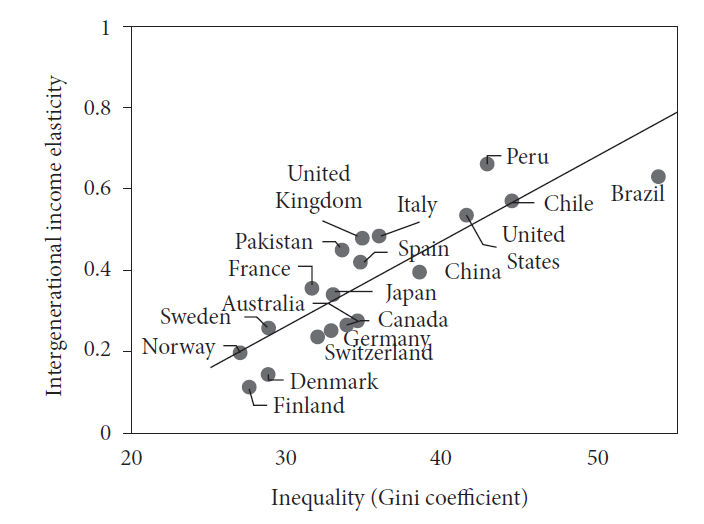 1
0.8
0.6
0.4
0.2
0
Intergenerational income elasticity
Peru
United
Kingdom
Italy
Chile
Brazil
Pakistan
Spain
United
States
France
China
Australia
Japan
Sweden
Canada
Norway
Germany
Switzerland
Denmark
Finland
20 30 40 50
Inequality (Gini coefficient)